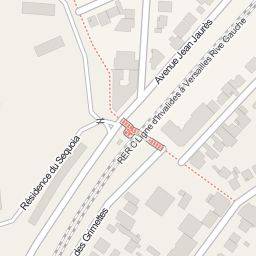 Avenue Jean Jaurès
RER C Ligne d'Invalides à Versailles Rive Gauche
Résidence du Sequoia
des Grimettes